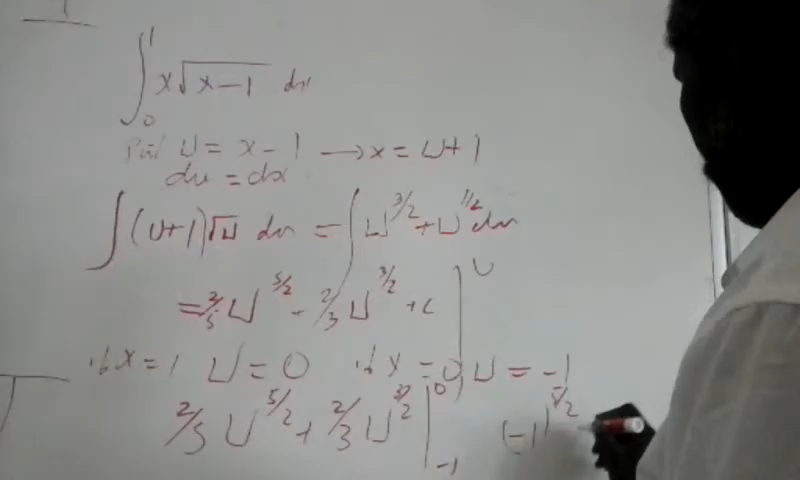 ∫₀¹ x√(x-1) dx
Put u = x-1 → x = u+1
du = dx
∫(u+1)√u du = ∫ u^3/2 + u^1/2 du
= 2/5 u^5/2 + 2/3 u^3/2 + c |
if x = 1 u = 0 if x = 0 u = -1
2/5 u^5/2 + 2/3 u^3/2 |₋₁⁰ (-1)^5/2